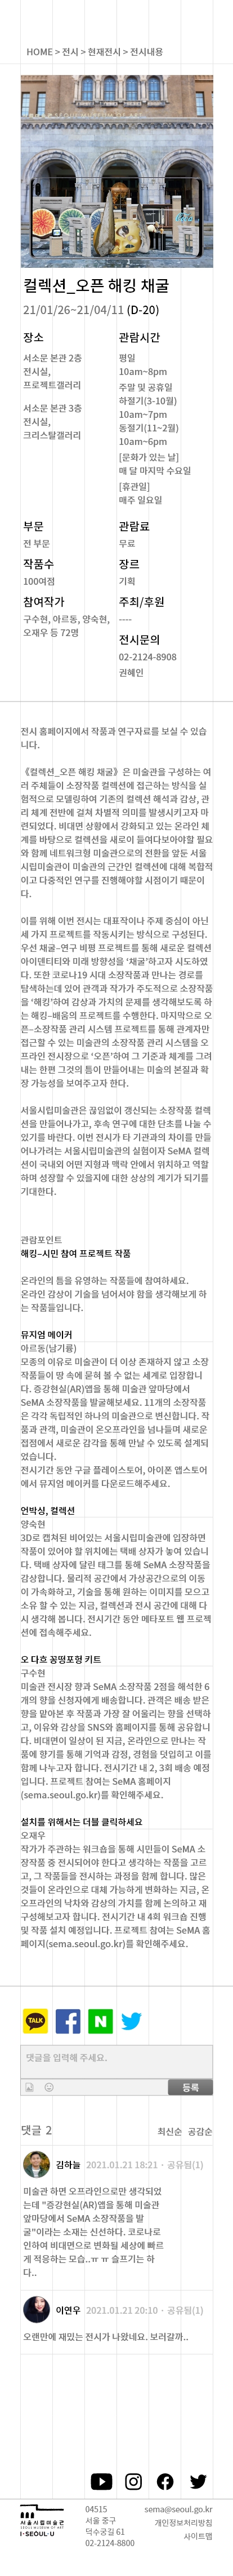 HOME > 전시 > 현재전시 > 전시내용
컬렉션_오픈 해킹 채굴
21/01/26~21/04/11 (D-20)
장소
서소문 본관 2층
전시실,
프로젝트갤러리
서소문 본관 3층
전시실,
크리스탈갤러리
관람시간
평일
10am~8pm
주말 및 공휴일
하절기(3-10월)
10am~7pm
동절기(11~2월)
10am~6pm
[문화가 있는 날]
매 달 마지막 수요일
[휴관일]
매주 일요일
부문
전 부문
관람료
무료
작품수
100여점
장르
기획
참여작가
구수현, 아르동, 양숙현,
오재우 등 72명
주최/후원
----
전시문의
02-2124-8908
권혜인
전시 홈페이지에서 작품과 연구자료를 보실 수 있습
니다.
《컬렉션_오픈 해킹 채굴》은 미술관을 구성하는 여
러 주체들이 소장작품 컬렉션에 접근하는 방식을 실
험적으로 모델링하여 기존의 컬렉션 해석과 감상, 관
리 체계 전반에 걸쳐 차별적 의미를 발생시키고자 마
련되었다. 비대면 상황에서 강화되고 있는 온라인 체
계를 바탕으로 컬렉션을 새로이 들여다보아야할 필요
와 함께 네트워크형 미술관으로의 전환을 앞둔 서울
시립미술관이 미술관의 근간인 컬렉션에 대해 복합적
이고 다중적인 연구를 진행해야할 시점이기 때문이
다.
이를 위해 이번 전시는 대표작이나 주제 중심이 아닌
세 가지 프로젝트를 작동시키는 방식으로 구성된다.
우선 채굴–연구 비평 프로젝트를 통해 새로운 컬렉션
아이덴티티와 미래 방향성을 ‘채굴’하고자 시도하였
다. 또한 코로나19 시대 소장작품과 만나는 경로를
탐색하는데 있어 관객과 작가가 주도적으로 소장작품
을 ‘해킹’하여 감상과 가치의 문제를 생각해보도록 하
는 해킹–배움의 프로젝트를 수행한다. 마지막으로 오
픈–소장작품 관리 시스템 프로젝트를 통해 관계자만
접근할 수 있는 미술관의 소장작품 관리 시스템을 오
프라인 전시장으로 ‘오픈’하여 그 기준과 체계를 그려
내는 한편 그것의 틈이 만들어내는 미술의 본질과 확
장 가능성을 보여주고자 한다.
서울시립미술관은 끊임없이 갱신되는 소장작품 컬렉
션을 만들어나가고, 후속 연구에 대한 단초를 나눌 수
있기를 바란다. 이번 전시가 타 기관과의 차이를 만들
어나가려는 서울시립미술관의 실험이자 SeMA 컬렉
션이 국내외 어떤 지형과 맥락 안에서 위치하고 역할
하며 성장할 수 있을지에 대한 상상의 계기가 되기를
기대한다.
관람포인트
해킹–시민 참여 프로젝트 작품
온라인의 틈을 유영하는 작품들에 참여하세요.
온라인 감상이 기술을 넘어서야 함을 생각해보게 하
는 작품들입니다.
뮤지엄 메이커
아르동(남기륭)
모종의 이유로 미술관이 더 이상 존재하지 않고 소장
작품들이 땅 속에 묻혀 볼 수 없는 세계로 입장합니
다. 증강현실(AR)앱을 통해 미술관 앞마당에서
SeMA 소장작품을 발굴해보세요. 11개의 소장작품
은 각각 독립적인 하나의 미술관으로 변신합니다. 작
품과 관객, 미술관이 온오프라인을 넘나들며 새로운
접점에서 새로운 감각을 통해 만날 수 있도록 설계되
었습니다.
전시기간 동안 구글 플레이스토어, 아이폰 앱스토어
에서 뮤지엄 메이커를 다운로드해주세요.
언박싱, 컬렉션
양숙현
3D로 캡쳐된 비어있는 서울시립미술관에 입장하면
작품이 있어야 할 위치에는 택배 상자가 놓여 있습니
다. 택배 상자에 달린 태그를 통해 SeMA 소장작품을
감상합니다. 물리적 공간에서 가상공간으로의 이동
이 가속화하고, 기술을 통해 원하는 이미지를 모으고
소유 할 수 있는 지금, 컬렉션과 전시 공간에 대해 다
시 생각해 봅니다. 전시기간 동안 메타포트 웹 프로젝
션에 접속해주세요.
오 다흐 꽁떵포헝 키트
구수현
미술관 전시장 향과 SeMA 소장작품 2점을 해석한 6
개의 향을 신청자에게 배송합니다. 관객은 배송 받은
향을 맡아본 후 작품과 가장 잘 어울리는 향을 선택하
고, 이유와 감상을 SNS와 홈페이지를 통해 공유합니
다. 비대면이 일상이 된 지금, 온라인으로 만나는 작
품에 향기를 통해 기억과 감정, 경험을 덧입히고 이를
함께 나누고자 합니다. 전시기간 내 2, 3회 배송 예정
입니다. 프로젝트 참여는 SeMA 홈페이지
(sema.seoul.go.kr)를 확인해주세요.
설치를 위해서는 더블 클릭하세요
오재우
작가가 주관하는 워크숍을 통해 시민들이 SeMA 소
장작품 중 전시되어야 한다고 생각하는 작품을 고르
고, 그 작품들을 전시하는 과정을 함께 합니다. 많은
것들이 온라인으로 대체 가능하게 변화하는 지금, 온
오프라인의 낙차와 감상의 가치를 함께 논의하고 재
구성해보고자 합니다. 전시기간 내 4회 워크숍 진행
및 작품 설치 예정입니다. 프로젝트 참여는 SeMA 홈
페이지(sema.seoul.go.kr)를 확인해주세요.
TALK
N
댓글을 입력해 주세요.
등록
댓글 2
최신순 공감순
김하늘 2021.01.21 18:21 · 공유됨(1)
미술관 하면 오프라인으로만 생각되었
는데 "증강현실(AR)앱을 통해 미술관
앞마당에서 SeMA 소장작품을 발
굴"이라는 소재는 신선하다. 코로나로
인하여 비대면으로 변화될 세상에 빠르
게 적응하는 모습..ㅠ ㅠ 슬프기는 하
다..
이연우 2021.01.21 20:10 · 공유됨(1)
오랜만에 재밌는 전시가 나왔네요. 보러갈까..
서울시립미술관
SEOUL MUSEUM OF ART
I·SEOUL·U
04515
서울 중구
덕수궁길 61
02-2124-8800
sema@seoul.go.kr
개인정보처리방침
사이트맵